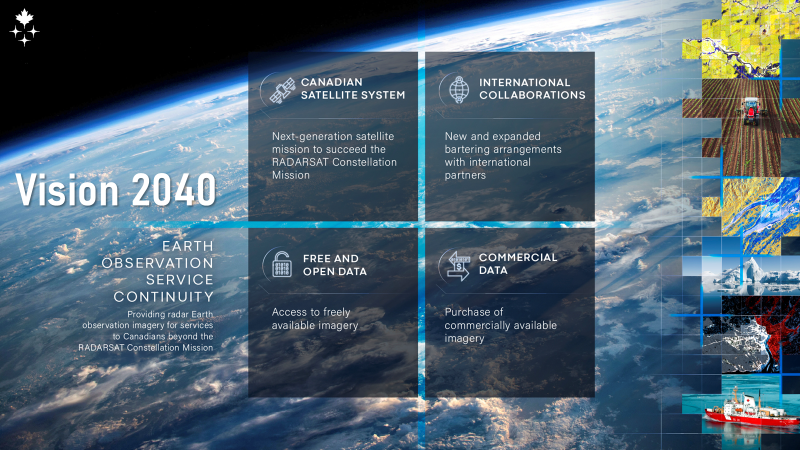 Vision 2040
EARTH
OBSERVATION
SERVICE
CONTINUITY
Providing radar Earth
observation imagery for services
to Canadians beyond the
RADARSAT Constellation Mission
CANADIAN
SATELLITE SYSTEM
Next-generation satellite
mission to succeed the
RADARSAT Constellation
Mission
INTERNATIONAL
COLLABORATIONS
New and expanded
bartering arrangements
with international
partners
FREE AND
OPEN DATA
Access to freely
available imagery
COMMERCIAL
DATA
Purchase of
commercially available
imagery